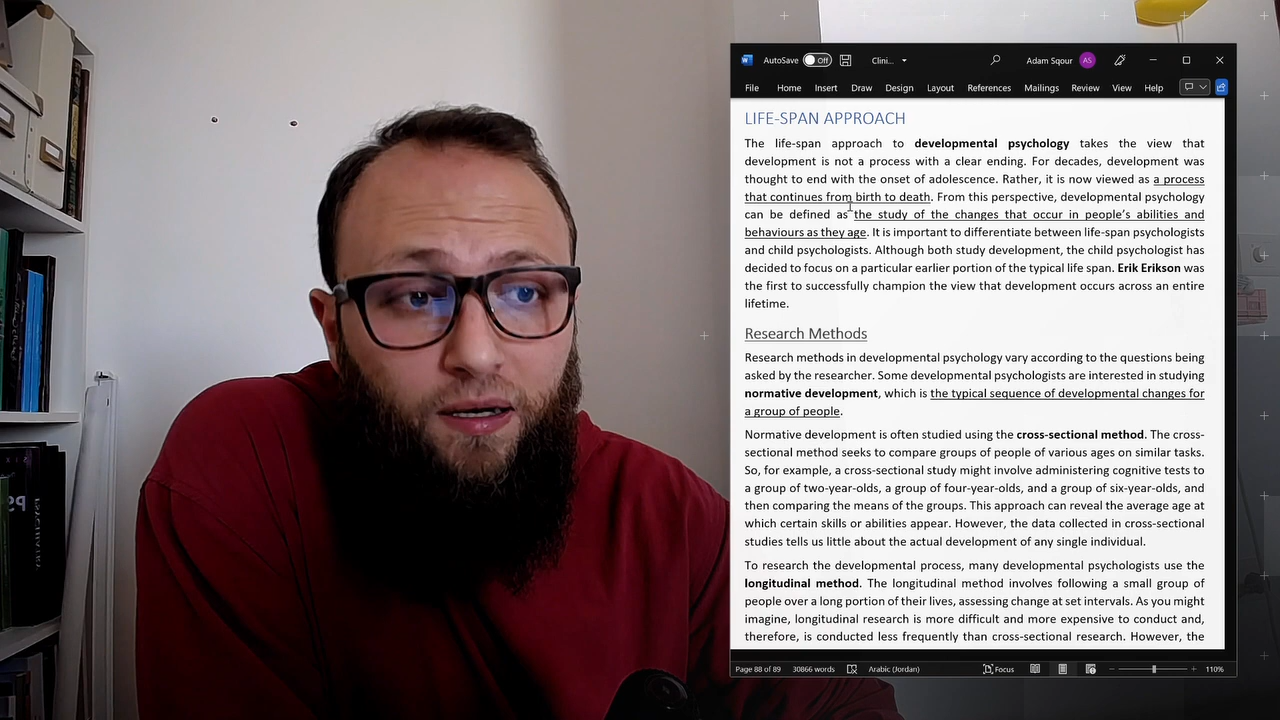 AutoSave
Off
Clini...
Adam Sqour
AS
File
Home
Insert
Draw
Design
Layout
References
Mailings
Review
View
Help
LIFE-SPAN APPROACH
The life-span approach to developmental psychology takes the view that
development is not a process with a clear ending. For decades, development was
thought to end with the onset of adolescence. Rather, it is now viewed as a process
that continues from birth to death. From this perspective, developmental psychology
can be defined as the study of the changes that occur in people's abilities and
behaviours as they age. It is important to differentiate between life-span psychologists
and child psychologists. Although both study development, the child psychologist has
decided to focus on a particular earlier portion of the typical life span. Erik Erikson was
the first to successfully champion the view that development occurs across an entire
lifetime.
Research Methods
Research methods in developmental psychology vary according to the questions being
asked by the researcher. Some developmental psychologists are interested in studying
normative development, which is the typical sequence of developmental changes for
a group of people.
Normative development is often studied using the cross-sectional method. The cross-
sectional method seeks to compare groups of people of various ages on similar tasks.
So, for example, a cross-sectional study might involve administering cognitive tests to
a group of two-year-olds, a group of four-year-olds, and a group of six-year-olds, and
then comparing the means of the groups. This approach can reveal the average age at
which certain skills or abilities appear. However, the data collected in cross-sectional
studies tells us little about the actual development of any single individual.
To research the developmental process, many developmental psychologists use the
longitudinal method. The longitudinal method involves following a small group of
people over a long portion of their lives, assessing change at set intervals. As you might
imagine, longitudinal research is more difficult and more expensive to conduct and,
therefore, is conducted less frequently than cross-sectional research. However, the
Page 88 of 89
30866 words
Arabic (Jordan)
Focus
110%